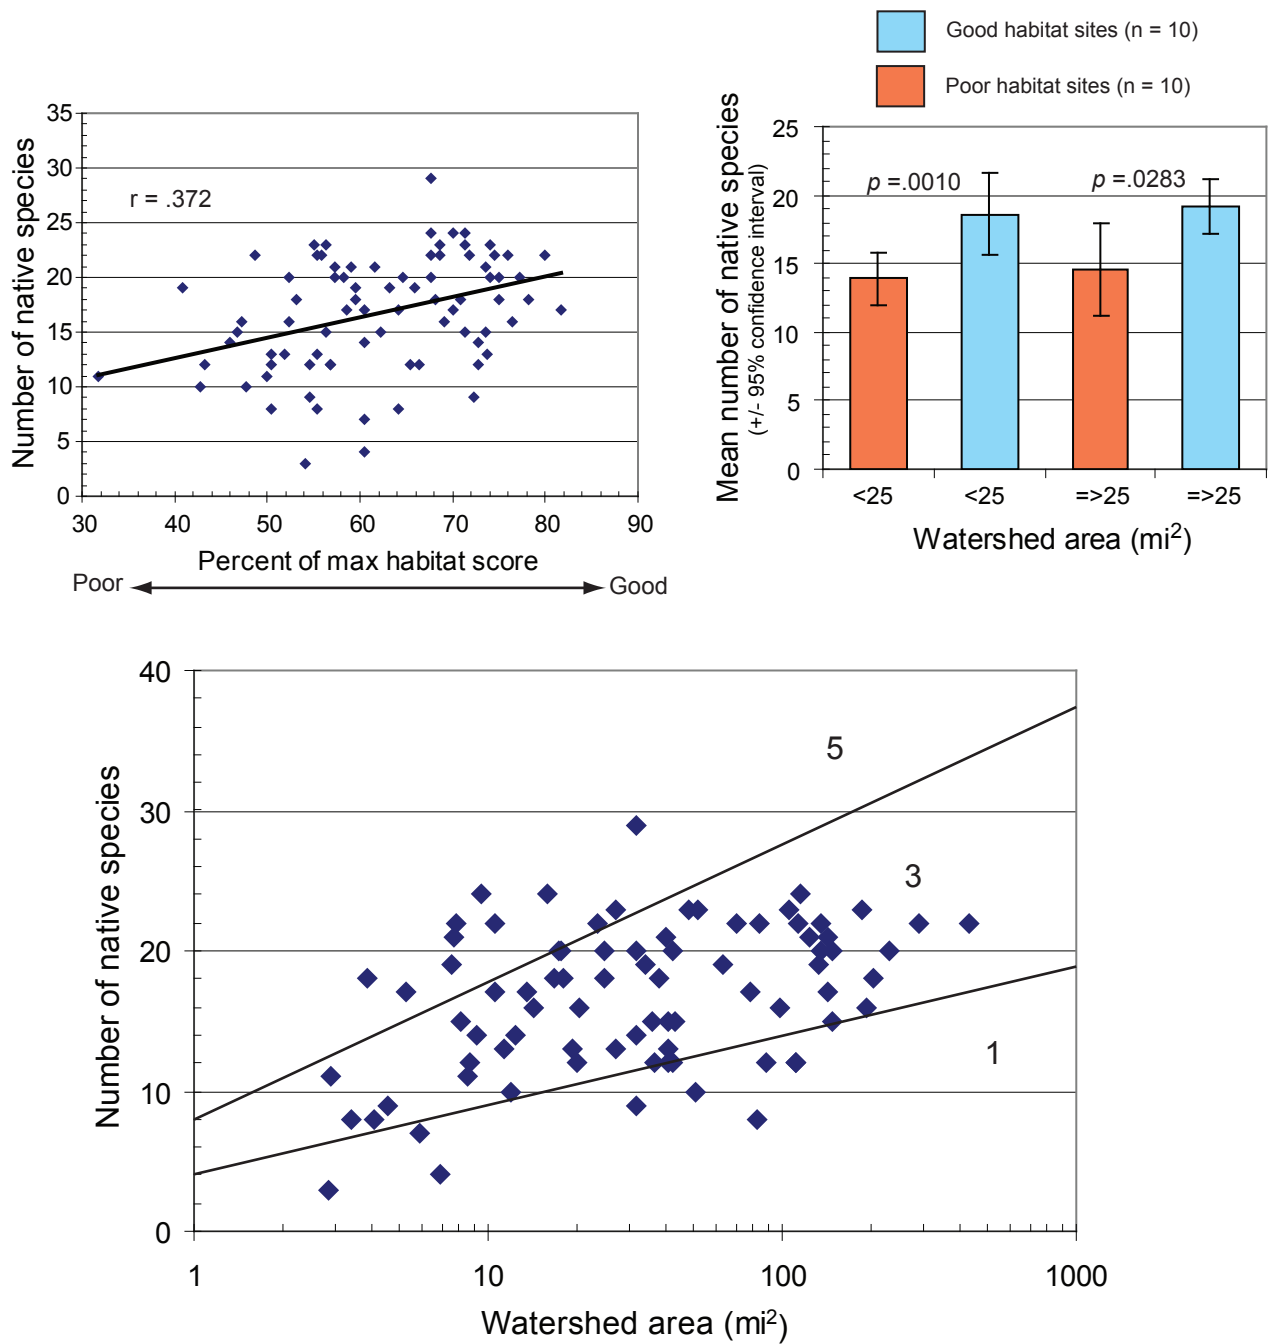 Good habitat sites (n = 10)
Poor habitat sites (n = 10)
Number of native species
35
30
25
20
15
10
5
0
r = .372
30 40 50 60 70 80 90
Percent of max habitat score
Poor Good
Mean number of native species
(+/- 95% confidence interval)
25
20
15
10
5
0
p =.0010
p =.0283
<25 <25 =>25 =>25
Watershed area (mi²)
Number of native species
40
30
20
10
0
5
3
1
1 10 100 1000
Watershed area (mi²)